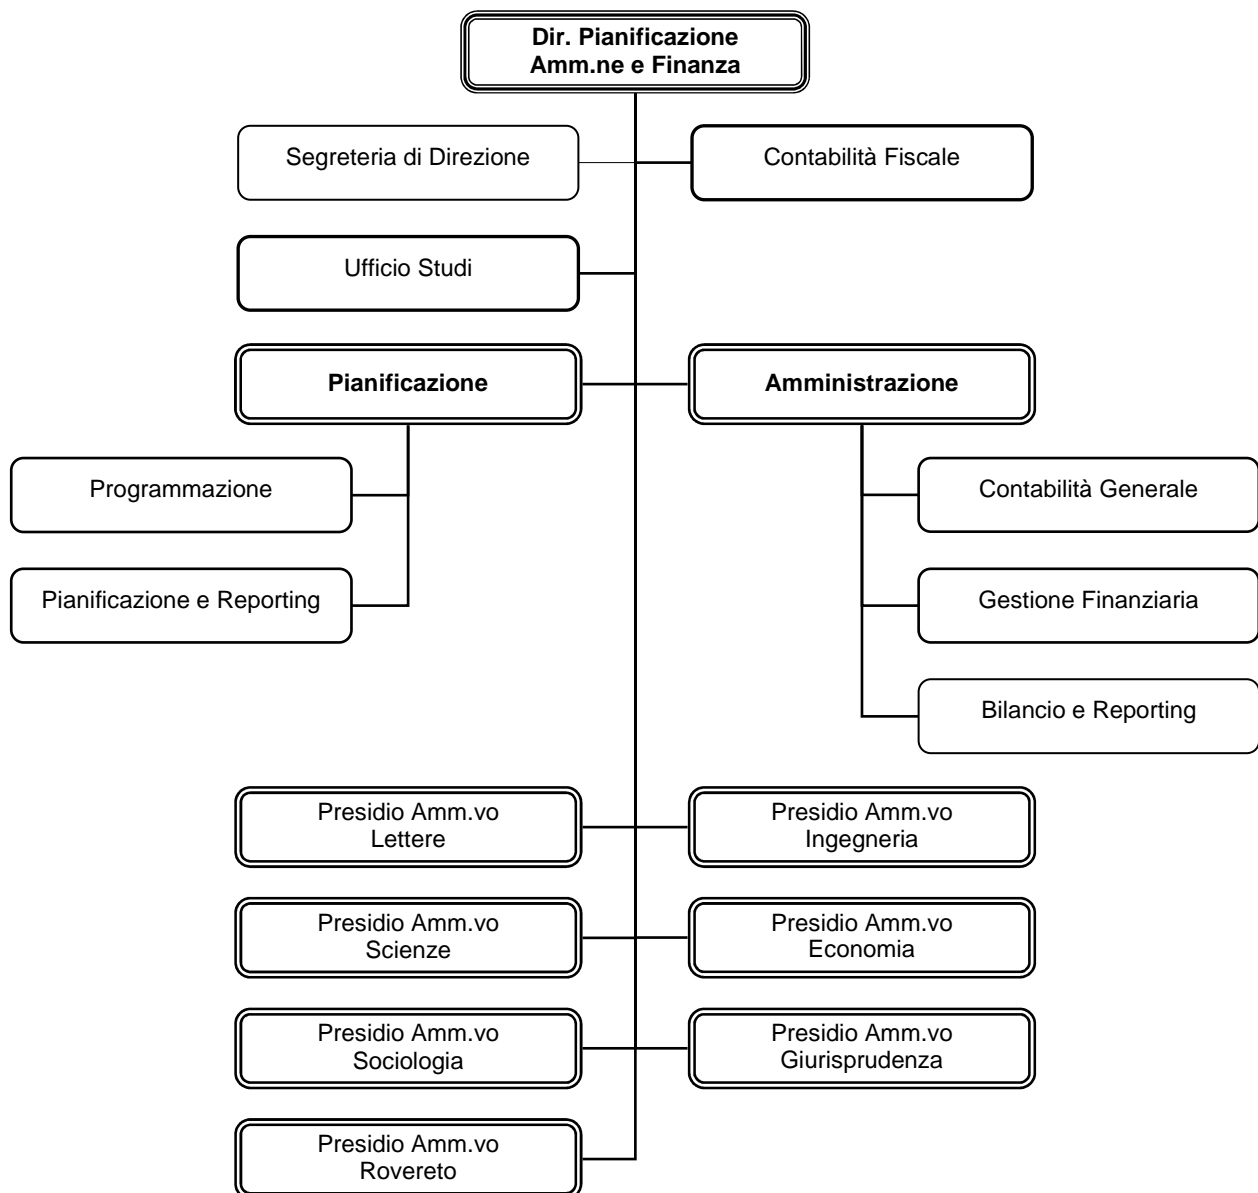 Dir. Pianificazione
Amm.ne e Finanza
Segreteria di Direzione
Contabilità Fiscale
Ufficio Studi
Pianificazione
Amministrazione
Programmazione
Contabilità Generale
Pianificazione e Reporting
Gestione Finanziaria
Bilancio e Reporting
Presidio Amm.vo
Lettere
Presidio Amm.vo
Ingegneria
Presidio Amm.vo
Scienze
Presidio Amm.vo
Economia
Presidio Amm.vo
Sociologia
Presidio Amm.vo
Giurisprudenza
Presidio Amm.vo
Rovereto